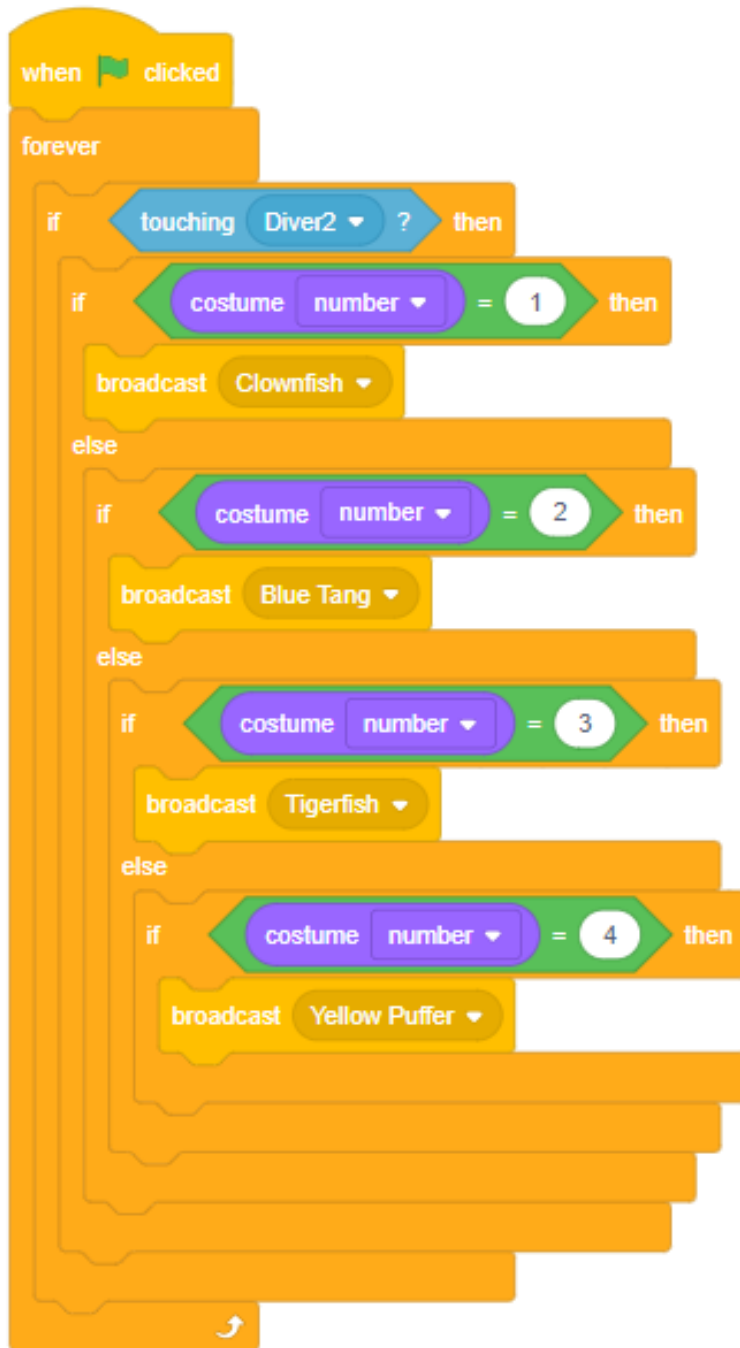 when clicked
forever
if touching Diver2 ? then
if costume number = 1 then
broadcast Clownfish
else
if costume number = 2 then
broadcast Blue Tang
else
if costume number = 3 then
broadcast Tigerfish
else
if costume number = 4 then
broadcast Yellow Puffer